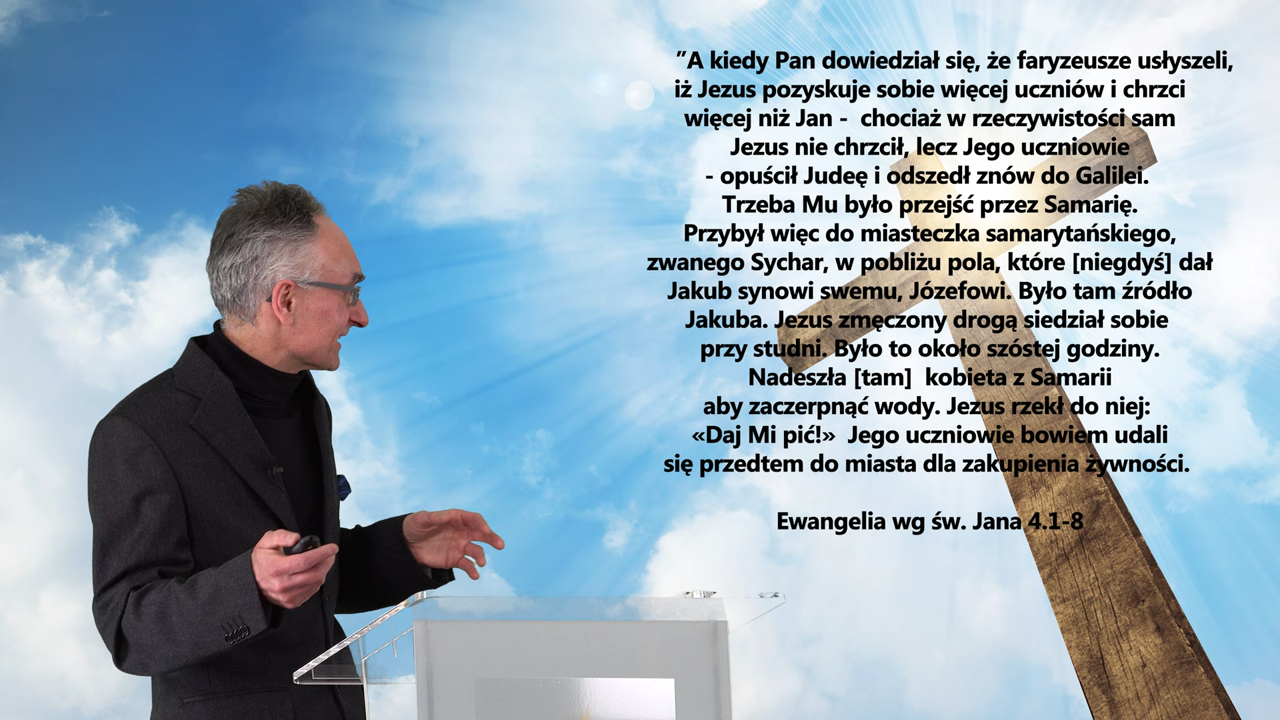 ”A kiedy Pan dowiedział się, że faryzeusze usłyszeli,
iż Jezus pozyskuje sobie więcej uczniów i chrzci
więcej niż Jan -  chociaż w rzeczywistości sam
Jezus nie chrzcił, lecz Jego uczniowie
- opuścił Judeę i odszedł znów do Galilei.
Trzeba Mu było przejść przez Samarię.
Przybył więc do miasteczka samarytańskiego,
zwanego Sychar, w pobliżu pola, które [niegdyś] dał
Jakub synowi swemu, Józefowi. Było tam źródło
Jakuba. Jezus zmęczony drogą siedział sobie
przy studni. Było to około szóstej godziny.
Nadeszła [tam]  kobieta z Samarii
aby zaczerpnąć wody. Jezus rzekł do niej:
«Daj Mi pić!»  Jego uczniowie bowiem udali
się przedtem do miasta dla zakupienia żywności.
Ewangelia wg św. Jana 4.1-8